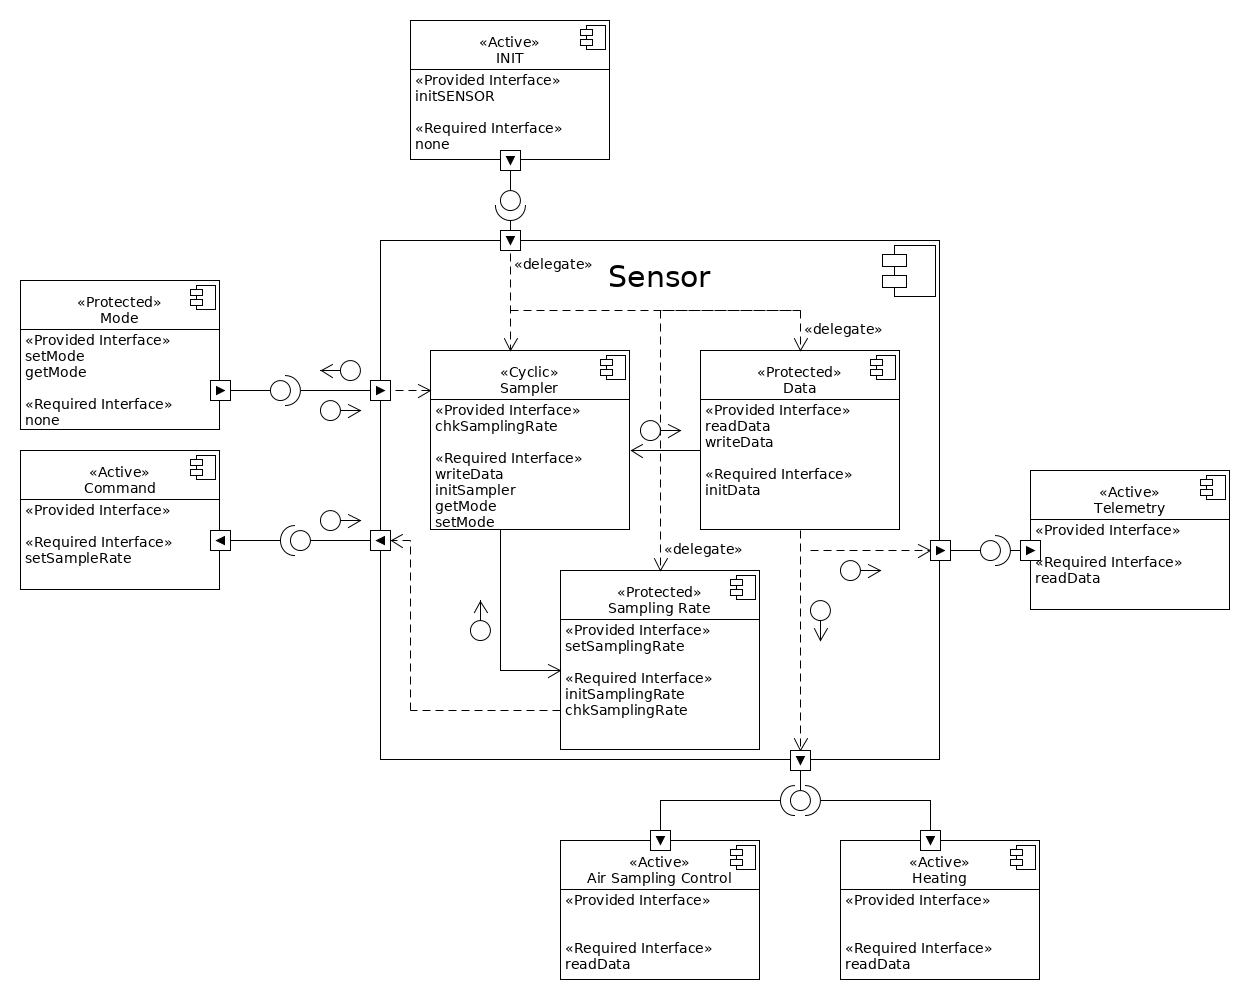 «Active»
INIT
«Provided Interface»
initSENSOR
«Required Interface»
none
«delegate»
Sensor
«Protected»
Mode
«Provided Interface»
setMode
getMode
«Required Interface»
none
«delegate»
«Cyclic»
Sampler
«Provided Interface»
chkSamplingRate
«Required Interface»
writeData
initSampler
getMode
setMode
«Protected»
Data
«Provided Interface»
readData
writeData
«Required Interface»
initData
«Active»
Command
«Provided Interface»
«Required Interface»
setSampleRate
«Active»
Telemetry
«Provided Interface»
«Required Interface»
readData
«delegate»
«Protected»
Sampling Rate
«Provided Interface»
setSamplingRate
«Required Interface»
initSamplingRate
chkSamplingRate
«Active»
Air Sampling Control
«Provided Interface»
«Required Interface»
readData
«Active»
Heating
«Provided Interface»
«Required Interface»
readData